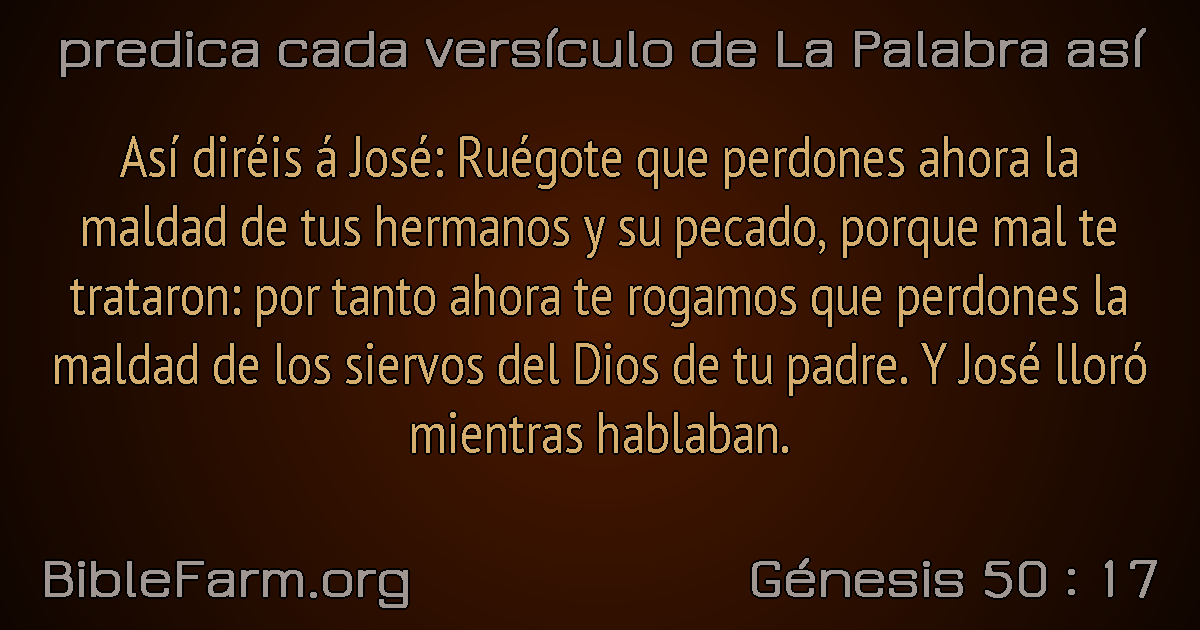 predica cada versículo de La Palabra así
Así diréis á José: Ruégote que perdones ahora la
maldad de tus hermanos y su pecado, porque mal te
trataron: por tanto ahora te rogamos que perdones la
maldad de los siervos del Dios de tu padre. Y José lloró
mientras hablaban.
BibleFarm.org
Génesis 50 : 17